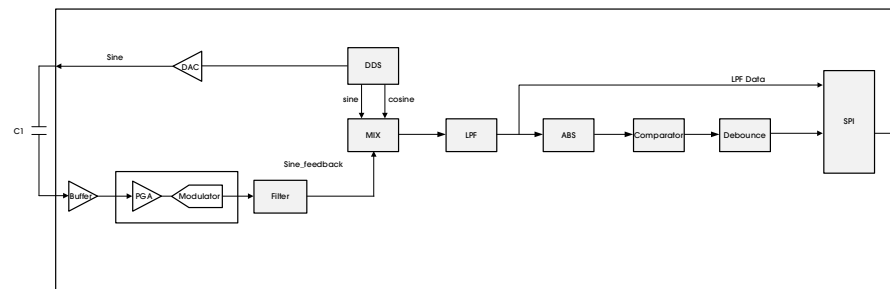 Sine
DAC
DDS
sine
cosine
LPF Data
C1
MIX
LPF
ABS
Comparator
Debounce
SPI
Sine_feedback
Buffer
PGA
Modulator
Filter